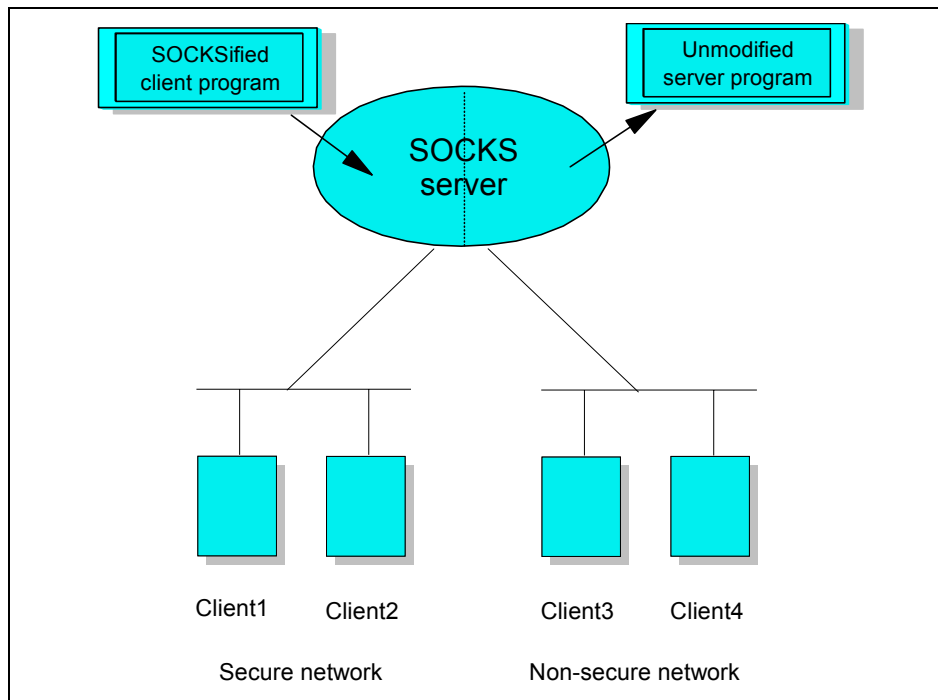 SOCKSified
client program
Unmodified
server program
SOCKS
server
Client1
Client2
Client3
Client4
Secure network
Non-secure network